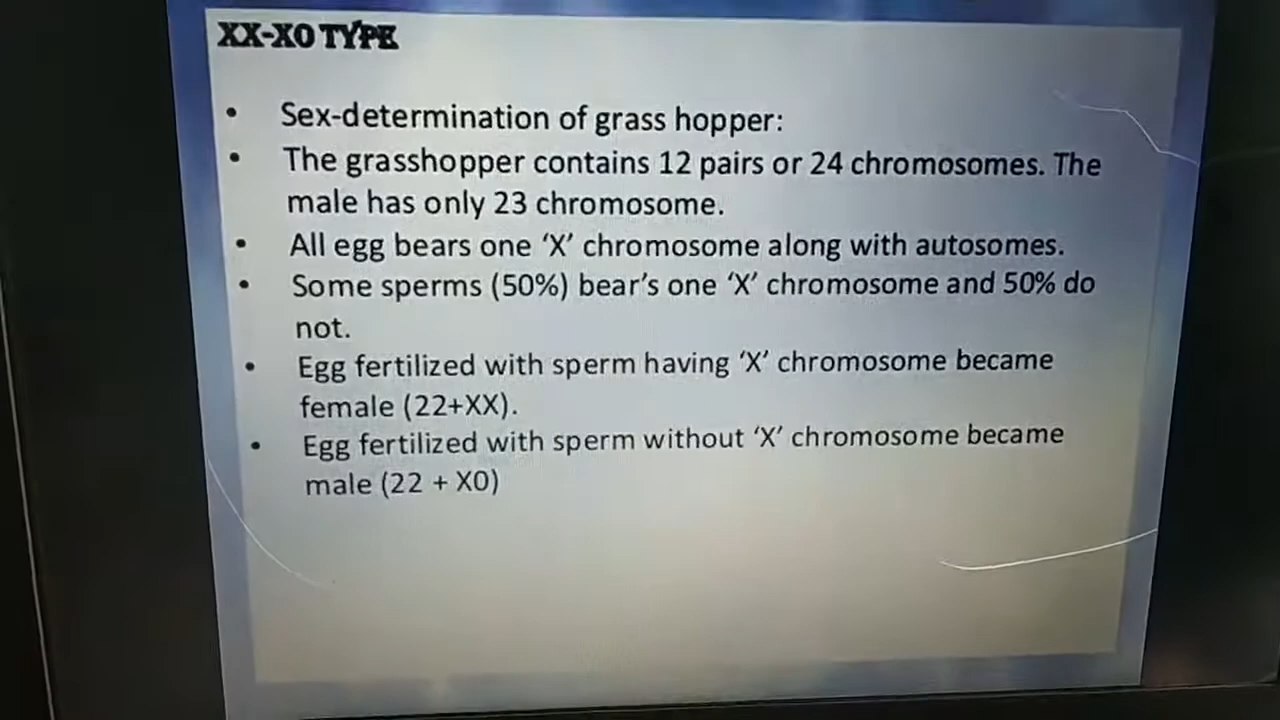 XX-XO TYPE
• Sex-determination of grass hopper:
• The grasshopper contains 12 pairs or 24 chromosomes. The
male has only 23 chromosome.
• All egg bears one ‘X’ chromosome along with autosomes.
• Some sperms (50%) bear’s one ‘X’ chromosome and 50% do
not.
• Egg fertilized with sperm having ‘X’ chromosome became
female (22+XX).
• Egg fertilized with sperm without ‘X’ chromosome became
male (22 + X0)